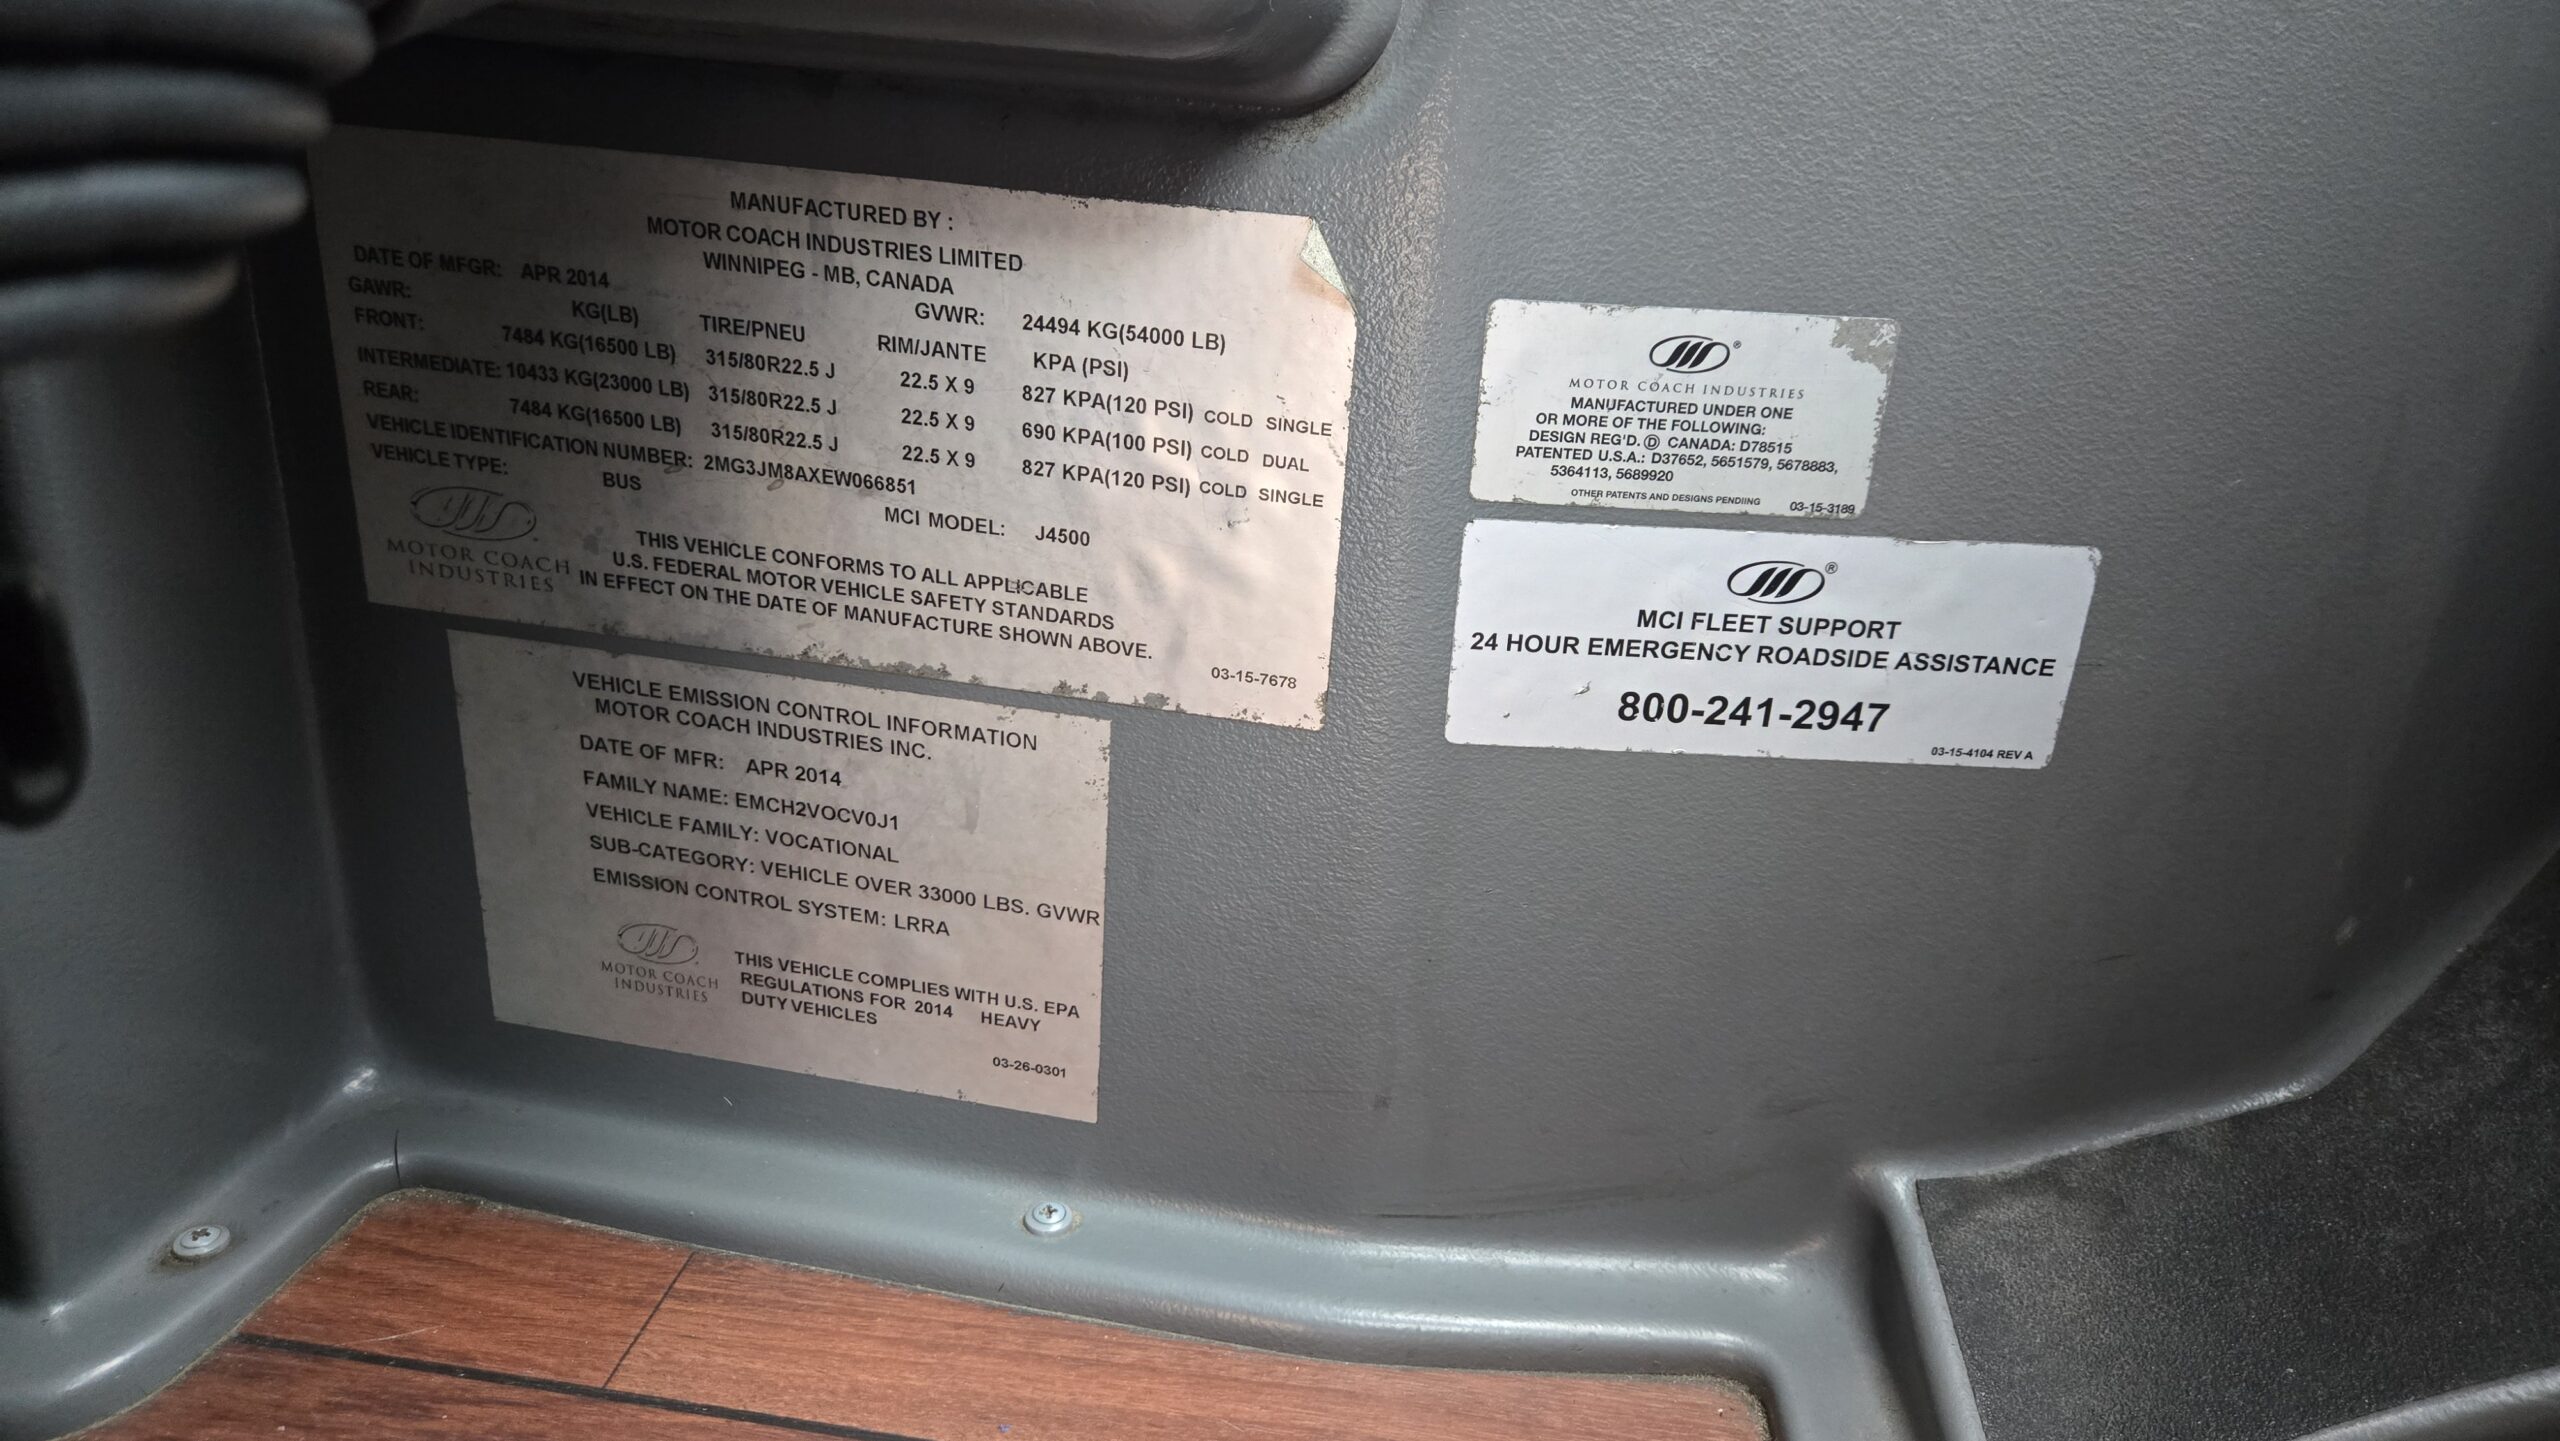 MANUFACTURED BY :
MOTOR COACH INDUSTRIES LIMITED
WINNIPEG - MB, CANADA
DATE OF MFGR: APR 2014
GVWR: 24494 KG(54000 LB)
GAWR: KG(LB) TIRE/PNEU RIM/JANTE KPA (PSI)
FRONT: 7484 KG(16500 LB) 315/80R22.5 J 22.5 X 9 827 KPA(120 PSI) COLD SINGLE
INTERMEDIATE: 10433 KG(23000 LB) 315/80R22.5 J 22.5 X 9 690 KPA(100 PSI) COLD DUAL
REAR: 7484 KG(16500 LB) 315/80R22.5 J 22.5 X 9 827 KPA(120 PSI) COLD SINGLE
VEHICLE IDENTIFICATION NUMBER: 2MG3JM8AXEW066851
VEHICLE TYPE: BUS MCI MODEL: J4500
MOTOR COACH
INDUSTRIES
THIS VEHICLE CONFORMS TO ALL APPLICABLE
U.S. FEDERAL MOTOR VEHICLE SAFETY STANDARDS
IN EFFECT ON THE DATE OF MANUFACTURE SHOWN ABOVE.
03-15-7678
VEHICLE EMISSION CONTROL INFORMATION
MOTOR COACH INDUSTRIES INC.
DATE OF MFR: APR 2014
FAMILY NAME: EMCH2VOCV0J1
VEHICLE FAMILY: VOCATIONAL
SUB-CATEGORY: VEHICLE OVER 33000 LBS. GVWR
EMISSION CONTROL SYSTEM: LRRA
MOTOR COACH
INDUSTRIES
THIS VEHICLE COMPLIES WITH U.S. EPA
REGULATIONS FOR 2014 HEAVY
DUTY VEHICLES
03-26-0301
®
MOTOR COACH INDUSTRIES
MANUFACTURED UNDER ONE
OR MORE OF THE FOLLOWING:
DESIGN REG'D. Ⓓ CANADA: D78515
PATENTED U.S.A.: D37652, 5651579, 5678883,
5364113, 5689920
OTHER PATENTS AND DESIGNS PENDIING
03-15-3189
®
MCI FLEET SUPPORT
24 HOUR EMERGENCY ROADSIDE ASSISTANCE
800-241-2947
03-15-4104 REV A